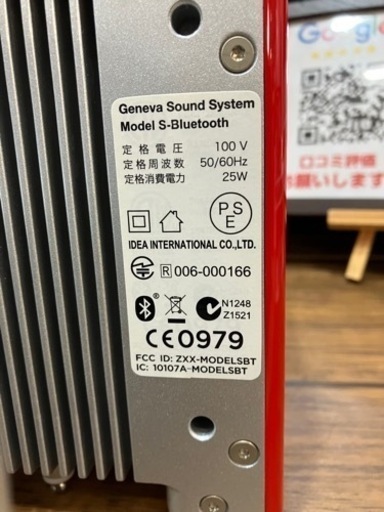 Geneva Sound System
Model S-Bluetooth
定格電圧 100 V
定格周波数 50/60Hz
定格消費電力 25W
PSE
IDEA INTERNATIONAL CO.,LTD.
R 006-000166
N1248
Z1521
CE0979
FCC ID: ZXX-MODELSBT
IC: 10107A-MODELSBT
Google
口コミ評価
お願いします